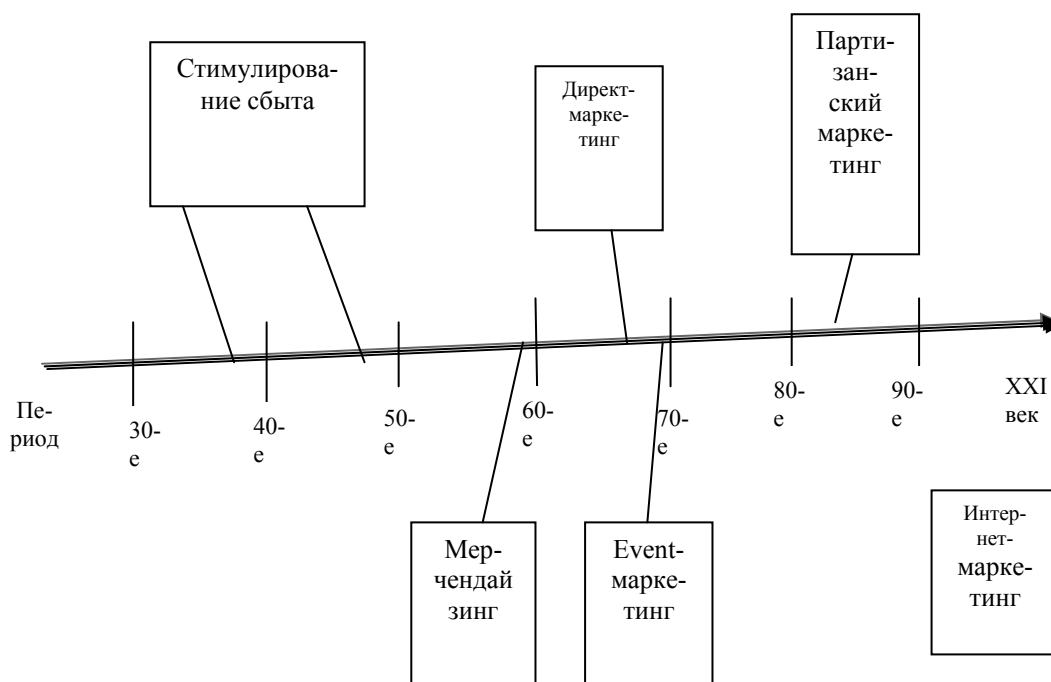 Стимулирова-
ние сбыта
Директ-
марке-
тинг
Парти-
зан-
ский
марке-
тинг
Пе-
риод
30-
е
40-
е
50-
е
60-
е
70-
е
80-
е
90-
е
XXI
век
Мер-
чендай
зинг
Event-
марке-
тинг
Интер-
нет-
марке-
тинг